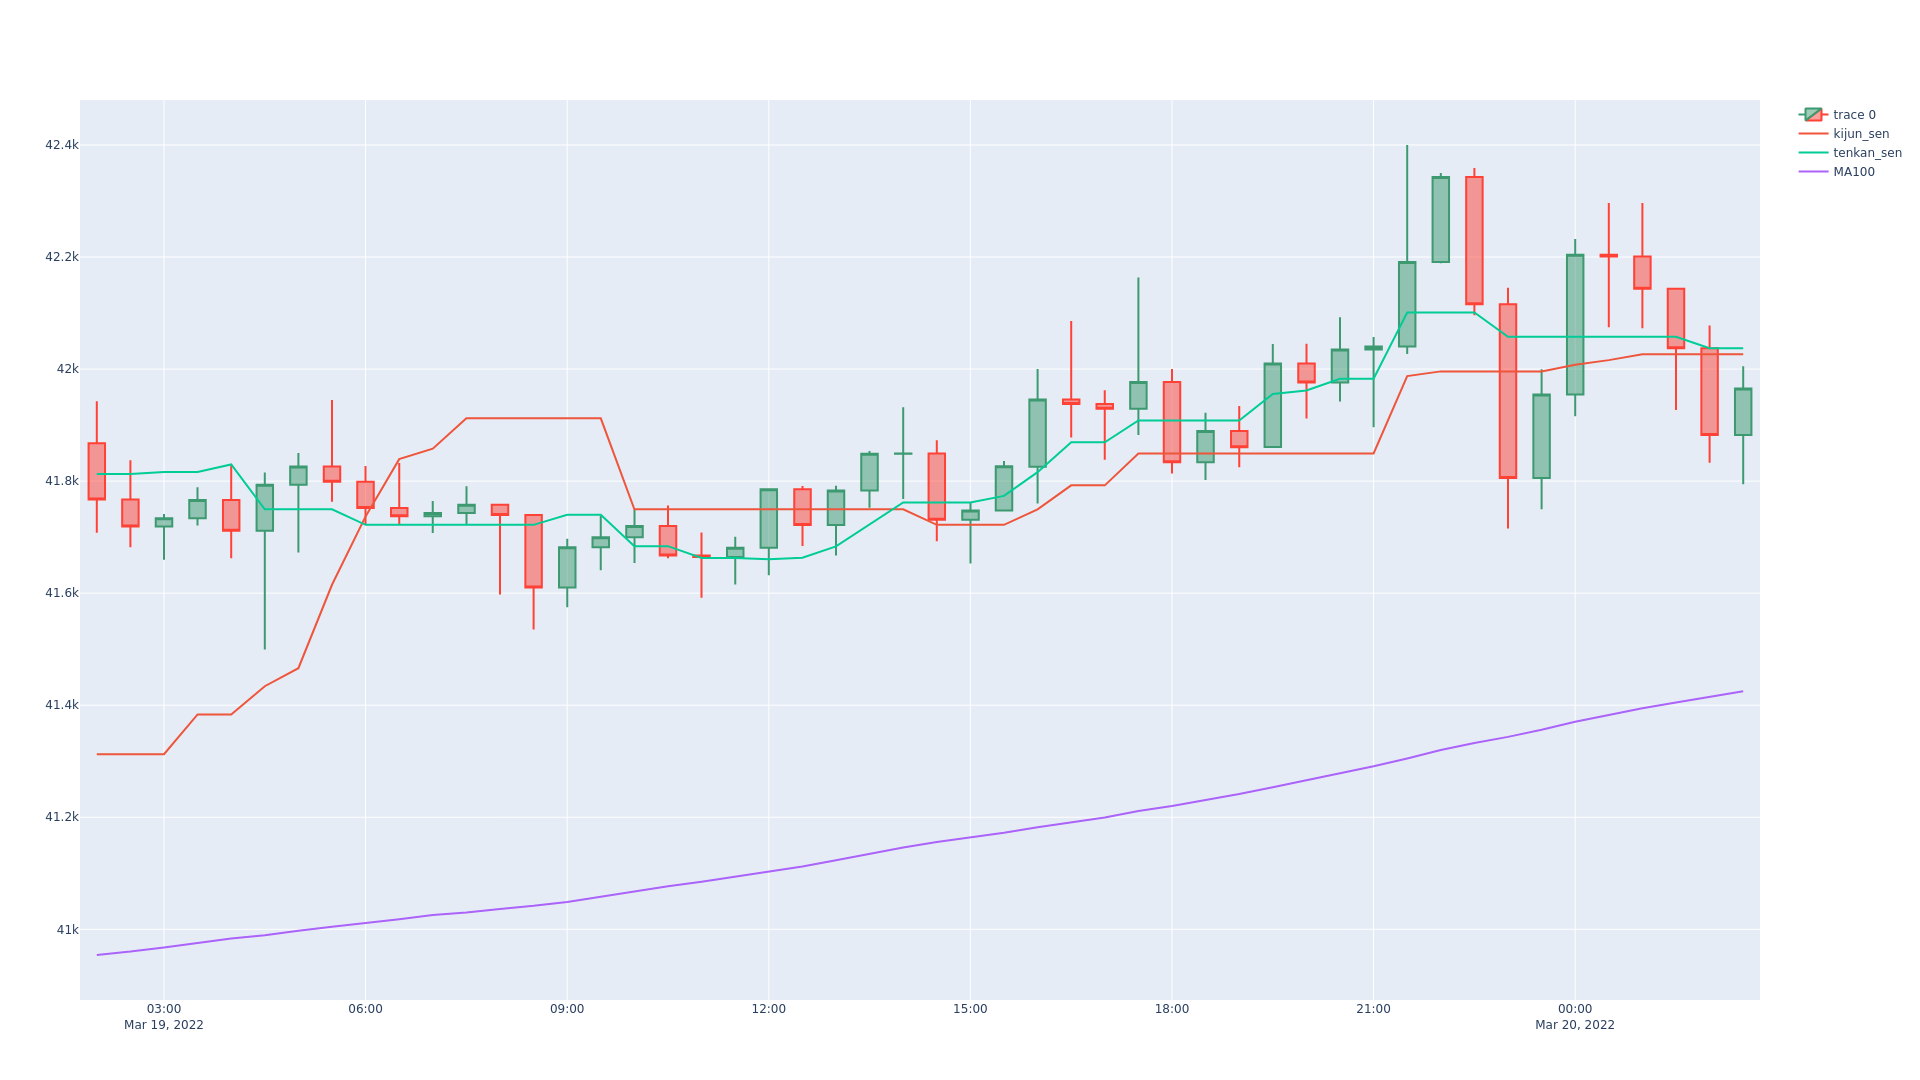 42.4k
42.2k
42k
41.8k
41.6k
41.4k
41.2k
41k
03:00
Mar 19, 2022
06:00
09:00
12:00
15:00
18:00
21:00
00:00
Mar 20, 2022
trace 0
kijun_sen
tenkan_sen
MA100